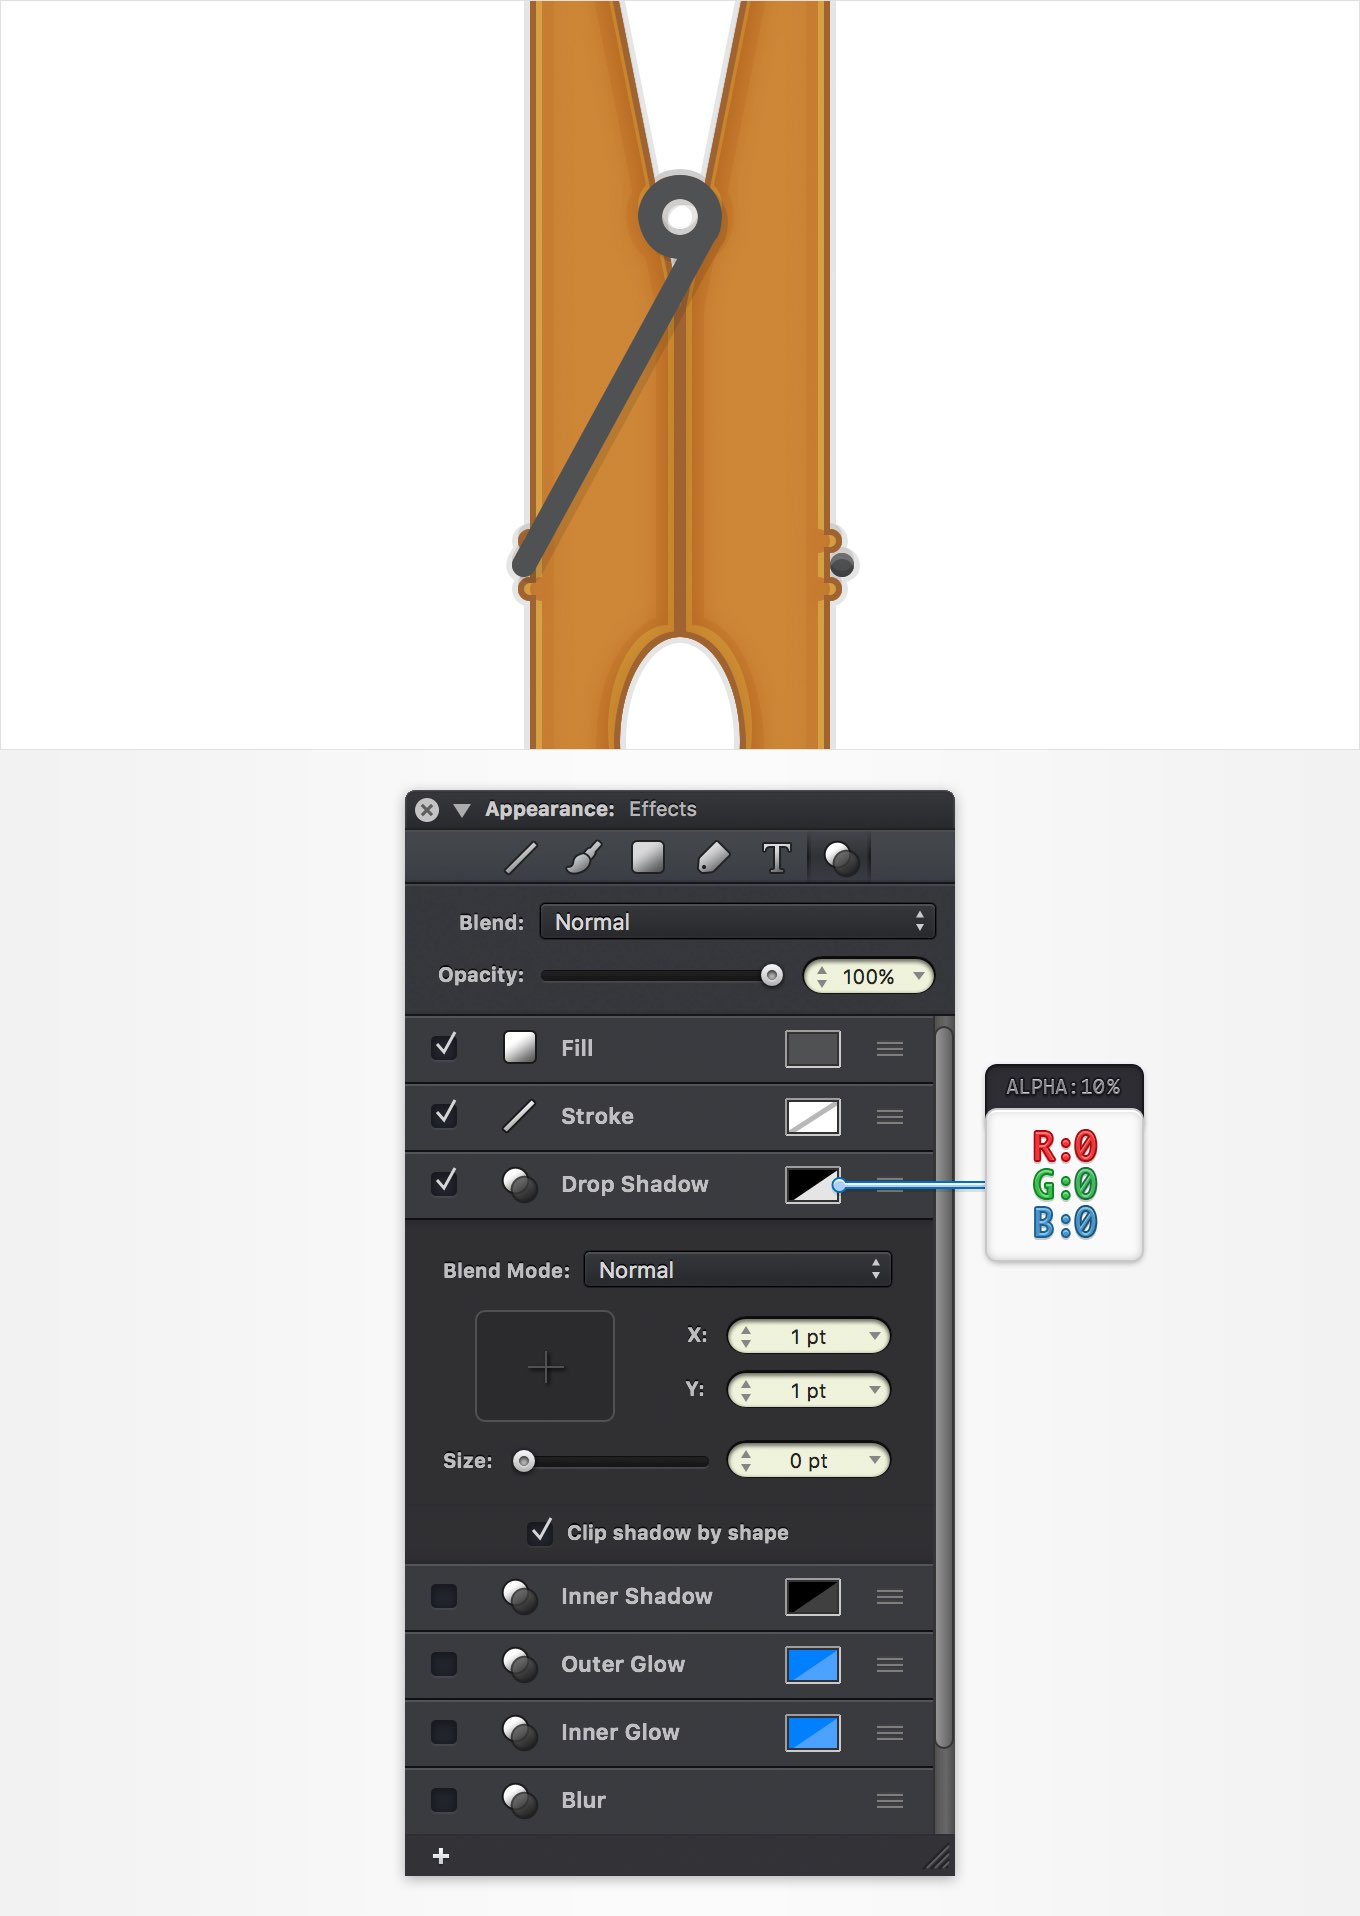 Appearance: Effects
T
Blend: Normal
Opacity: 100%
Fill
Stroke
Drop Shadow
ALPHA:10%
R:0
G:0
B:0
Blend Mode: Normal
X: 1 pt
Y: 1 pt
Size: 0 pt
Clip shadow by shape
Inner Shadow
Outer Glow
Inner Glow
Blur